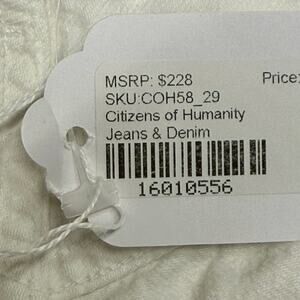 MSRP: $228
Price:
SKU:COH58_29
Citizens of Humanity
Jeans & Denim
16010556